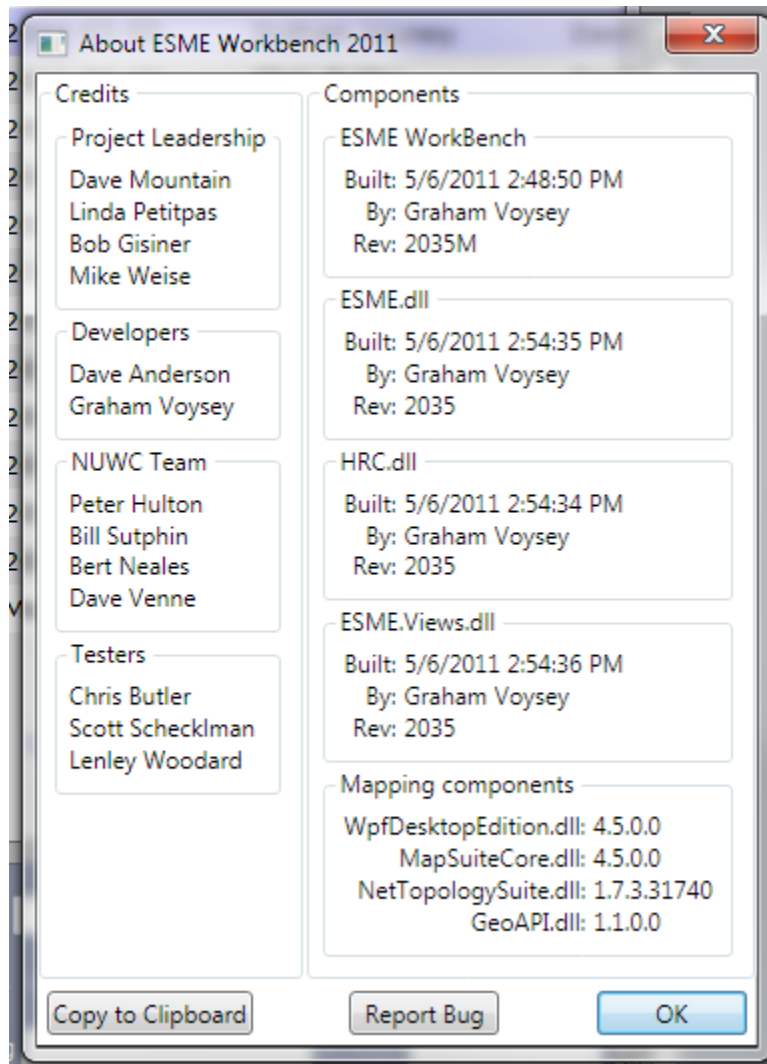 About ESME Workbench 2011
Credits
Project Leadership
Dave Mountain
Linda Petitpas
Bob Gisiner
Mike Weise
Developers
Dave Anderson
Graham Voysey
NUWC Team
Peter Hulton
Bill Sutphin
Bert Neales
Dave Venne
Testers
Chris Butler
Scott Schecklman
Lenley Woodard
Components
ESME WorkBench
Built: 5/6/2011 2:48:50 PM
By: Graham Voysey
Rev: 2035M
ESME.dll
Built: 5/6/2011 2:54:35 PM
By: Graham Voysey
Rev: 2035
HRC.dll
Built: 5/6/2011 2:54:34 PM
By: Graham Voysey
Rev: 2035
ESME.Views.dll
Built: 5/6/2011 2:54:36 PM
By: Graham Voysey
Rev: 2035
Mapping components
WpfDesktopEdition.dll: 4.5.0.0
MapSuiteCore.dll: 4.5.0.0
NetTopologySuite.dll: 1.7.3.31740
GeoAPI.dll: 1.1.0.0
Copy to Clipboard
Report Bug
OK